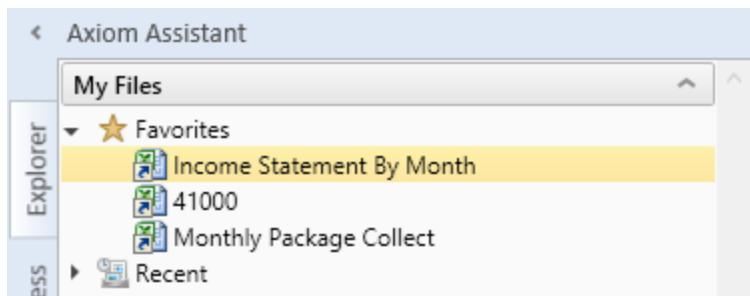 Axiom Assistant
My Files
Explorer
Favorites
Income Statement By Month
41000
Monthly Package Collect
Recent